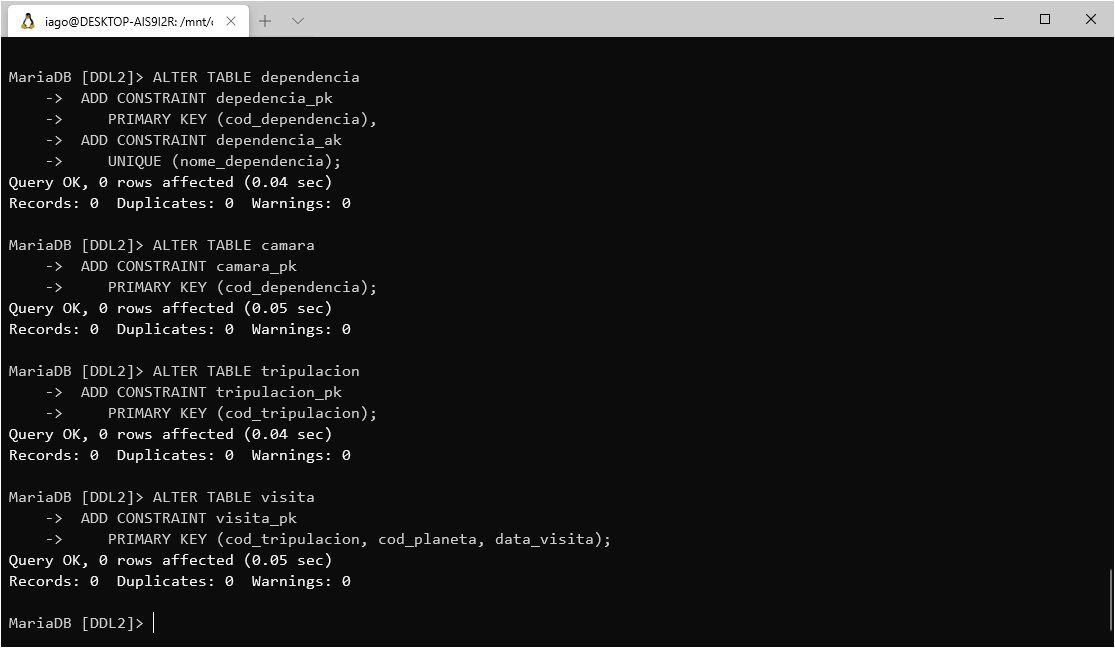 iago@DESKTOP-AIS9I2R: /mnt/
MariaDB [DDL2]> ALTER TABLE dependencia
    ->  ADD CONSTRAINT depedencia_pk
    ->     PRIMARY KEY (cod_dependencia),
    ->  ADD CONSTRAINT dependencia_ak
    ->     UNIQUE (nome_dependencia);
Query OK, 0 rows affected (0.04 sec)
Records: 0  Duplicates: 0  Warnings: 0
MariaDB [DDL2]> ALTER TABLE camara
    ->  ADD CONSTRAINT camara_pk
    ->     PRIMARY KEY (cod_dependencia);
Query OK, 0 rows affected (0.05 sec)
Records: 0  Duplicates: 0  Warnings: 0
MariaDB [DDL2]> ALTER TABLE tripulacion
    ->  ADD CONSTRAINT tripulacion_pk
    ->     PRIMARY KEY (cod_tripulacion);
Query OK, 0 rows affected (0.04 sec)
Records: 0  Duplicates: 0  Warnings: 0
MariaDB [DDL2]> ALTER TABLE visita
    ->  ADD CONSTRAINT visita_pk
    ->     PRIMARY KEY (cod_tripulacion, cod_planeta, data_visita);
Query OK, 0 rows affected (0.05 sec)
Records: 0  Duplicates: 0  Warnings: 0
MariaDB [DDL2]>